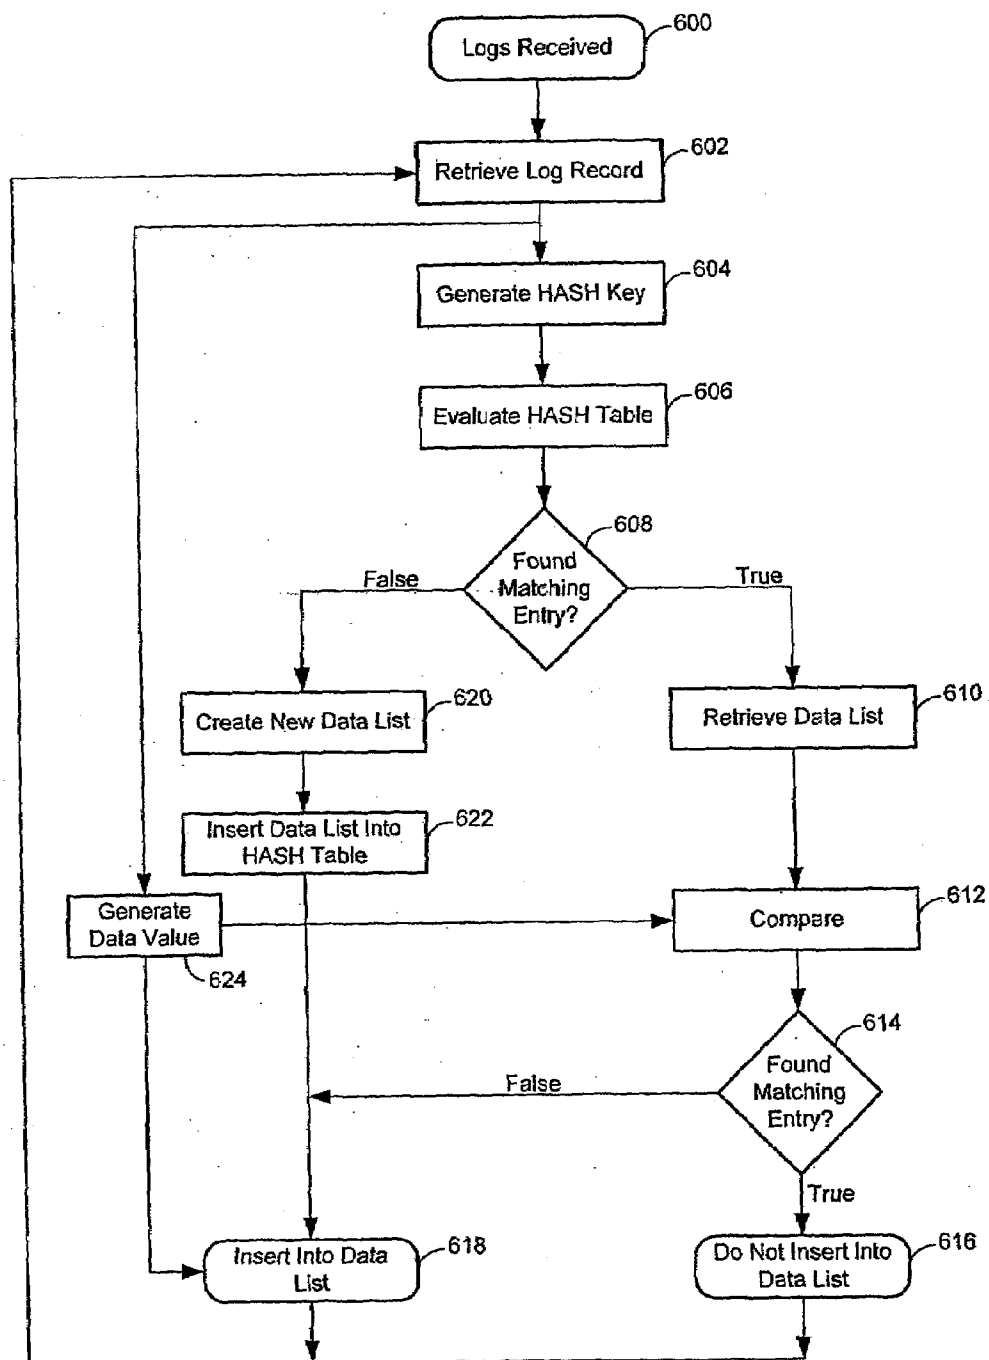 Logs Received
600
Retrieve Log Record
602
Generate HASH Key
604
Evaluate HASH Table
606
Found
Matching
Entry?
608
False
True
Create New Data List
620
Retrieve Data List
610
Insert Data List Into
HASH Table
622
Generate
Data Value
624
Compare
612
Found
Matching
Entry?
614
False
True
Insert Into Data
List
618
Do Not Insert Into
Data List
616